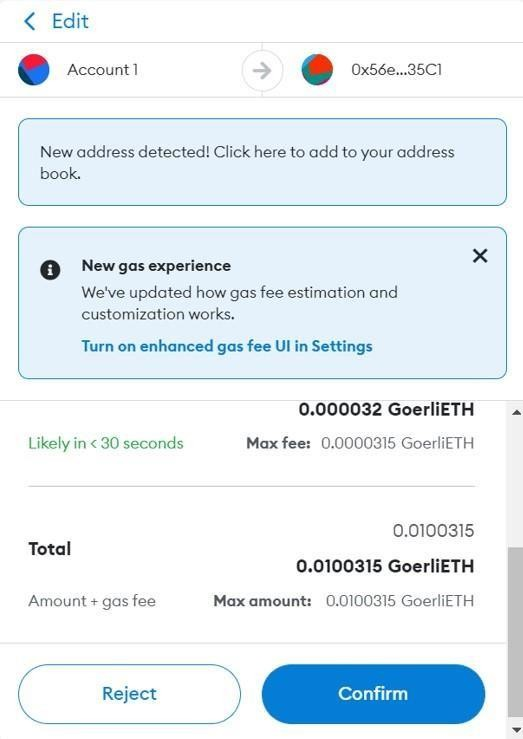 Edit
Account 1
0x56e...35C1
New address detected! Click here to add to your address
book.
New gas experience
We've updated how gas fee estimation and
customization works.
Turn on enhanced gas fee UI in Settings
0.000032 GoerliETH
Likely in < 30 seconds
Max fee: 0.0000315 GoerliETH
0.0100315
Total
0.0100315 GoerliETH
Amount + gas fee
Max amount: 0.0100315 GoerliETH
Reject
Confirm